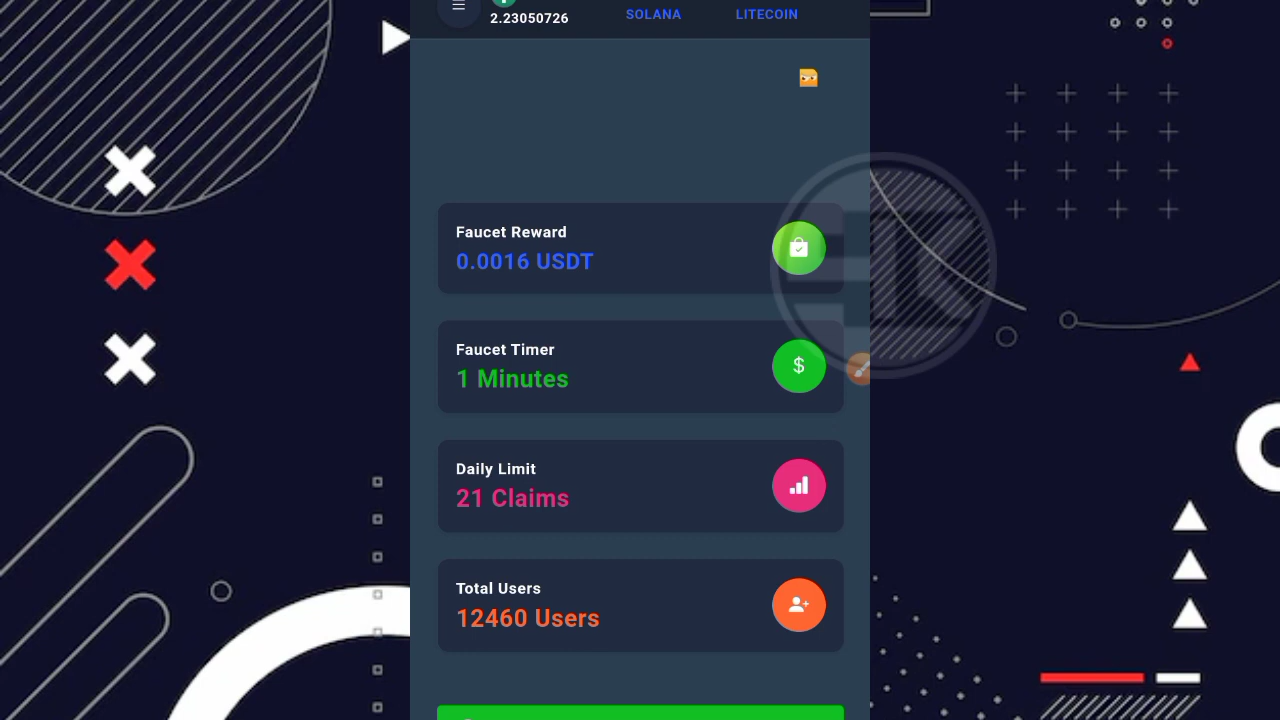 2.23050726
SOLANA
LITECOIN
Faucet Reward
0.0016 USDT
Faucet Timer
1 Minutes
$
Daily Limit
21 Claims
Total Users
12460 Users